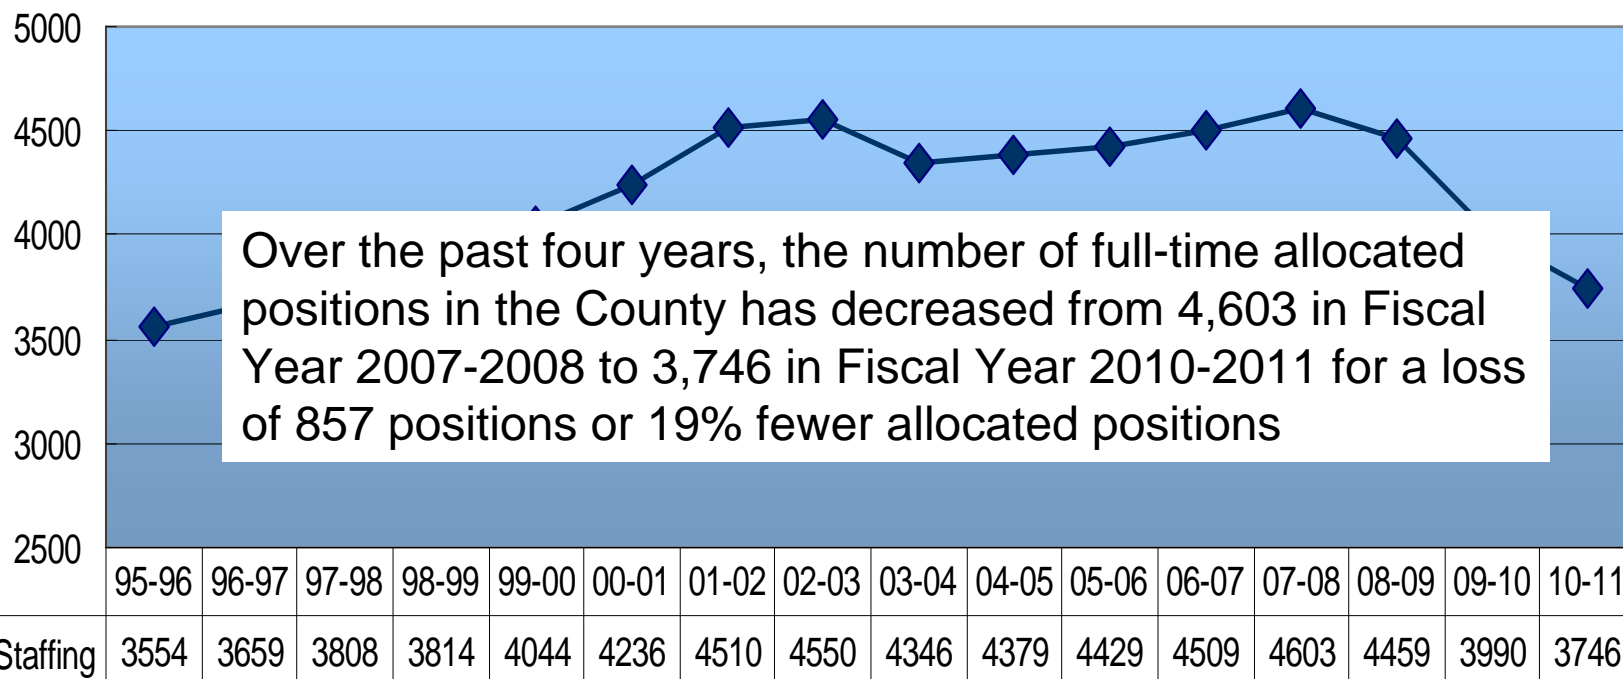 5000
4500
4000
3500
3000
2500
Over the past four years, the number of full-time allocated
positions in the County has decreased from 4,603 in Fiscal
Year 2007-2008 to 3,746 in Fiscal Year 2010-2011 for a loss
of 857 positions or 19% fewer allocated positions
95-96 96-97 97-98 98-99 99-00 00-01 01-02 02-03 03-04 04-05 05-06 06-07 07-08 08-09 09-10 10-11
Staffing 3554 3659 3808 3814 4044 4236 4510 4550 4346 4379 4429 4509 4603 4459 3990 3746